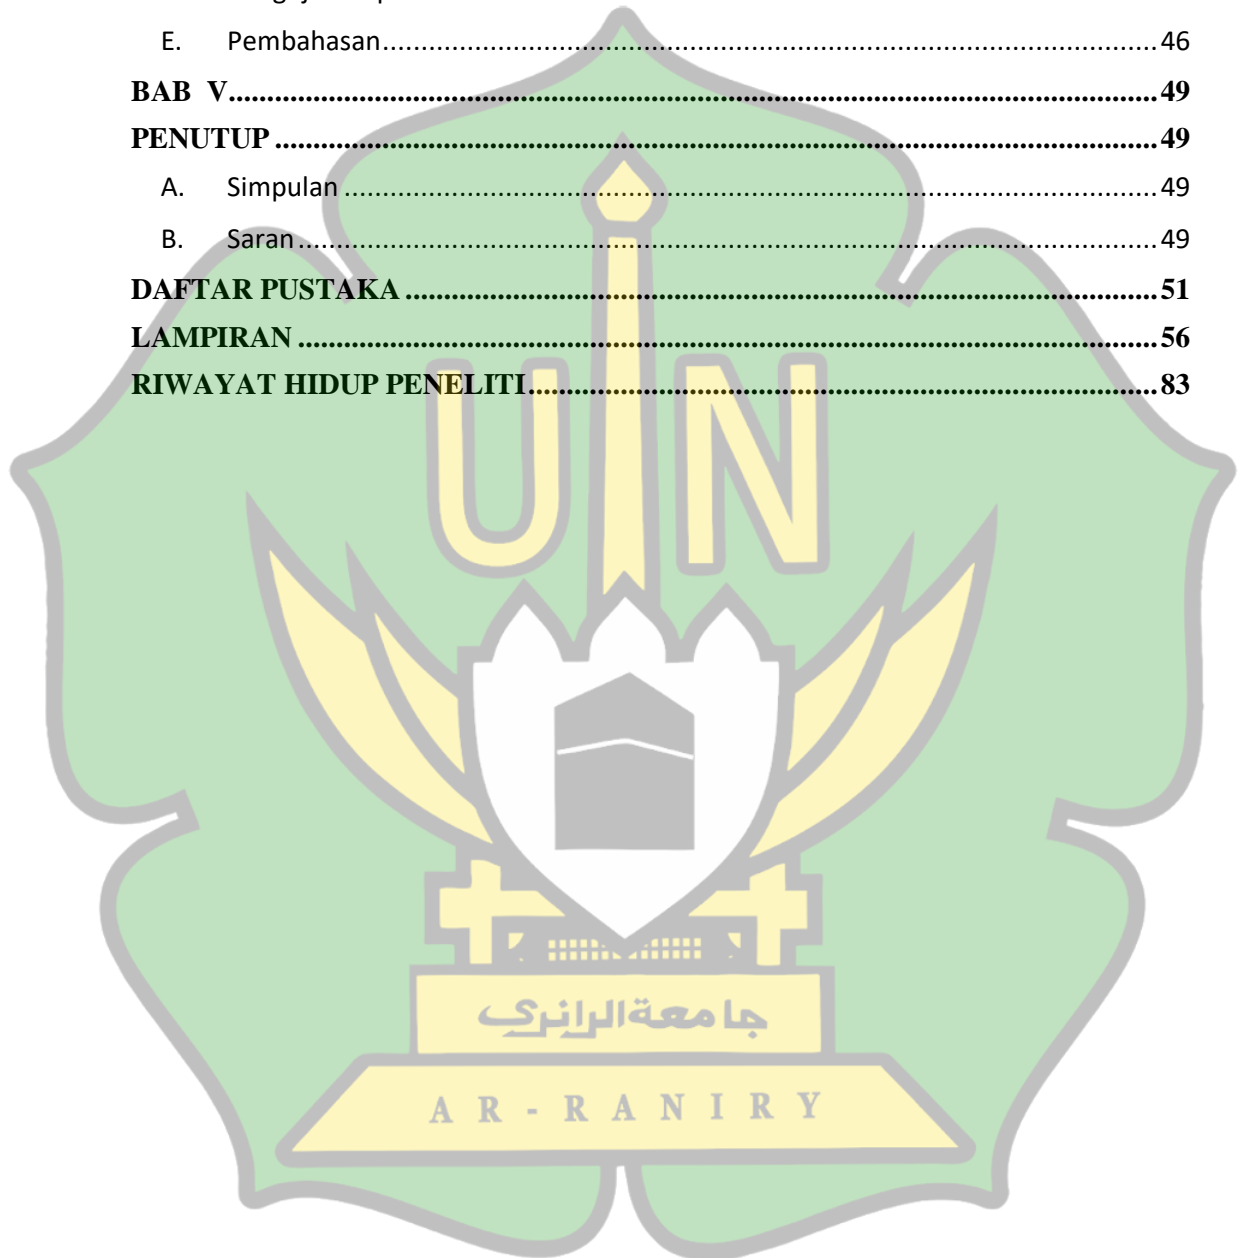 E. Pembahasan........................................................................................................46
BAB V............................................................................................................................49
PENUTUP ......................................................................................................................49
A. Simpulan ............................................................................................................49
B. Saran ..................................................................................................................49
DAFTAR PUSTAKA .....................................................................................................51
LAMPIRAN ...................................................................................................................56
RIWAYAT HIDUP PENELITI......................................................................................83
UIN
جامعةالرانري
AR-RANIRY